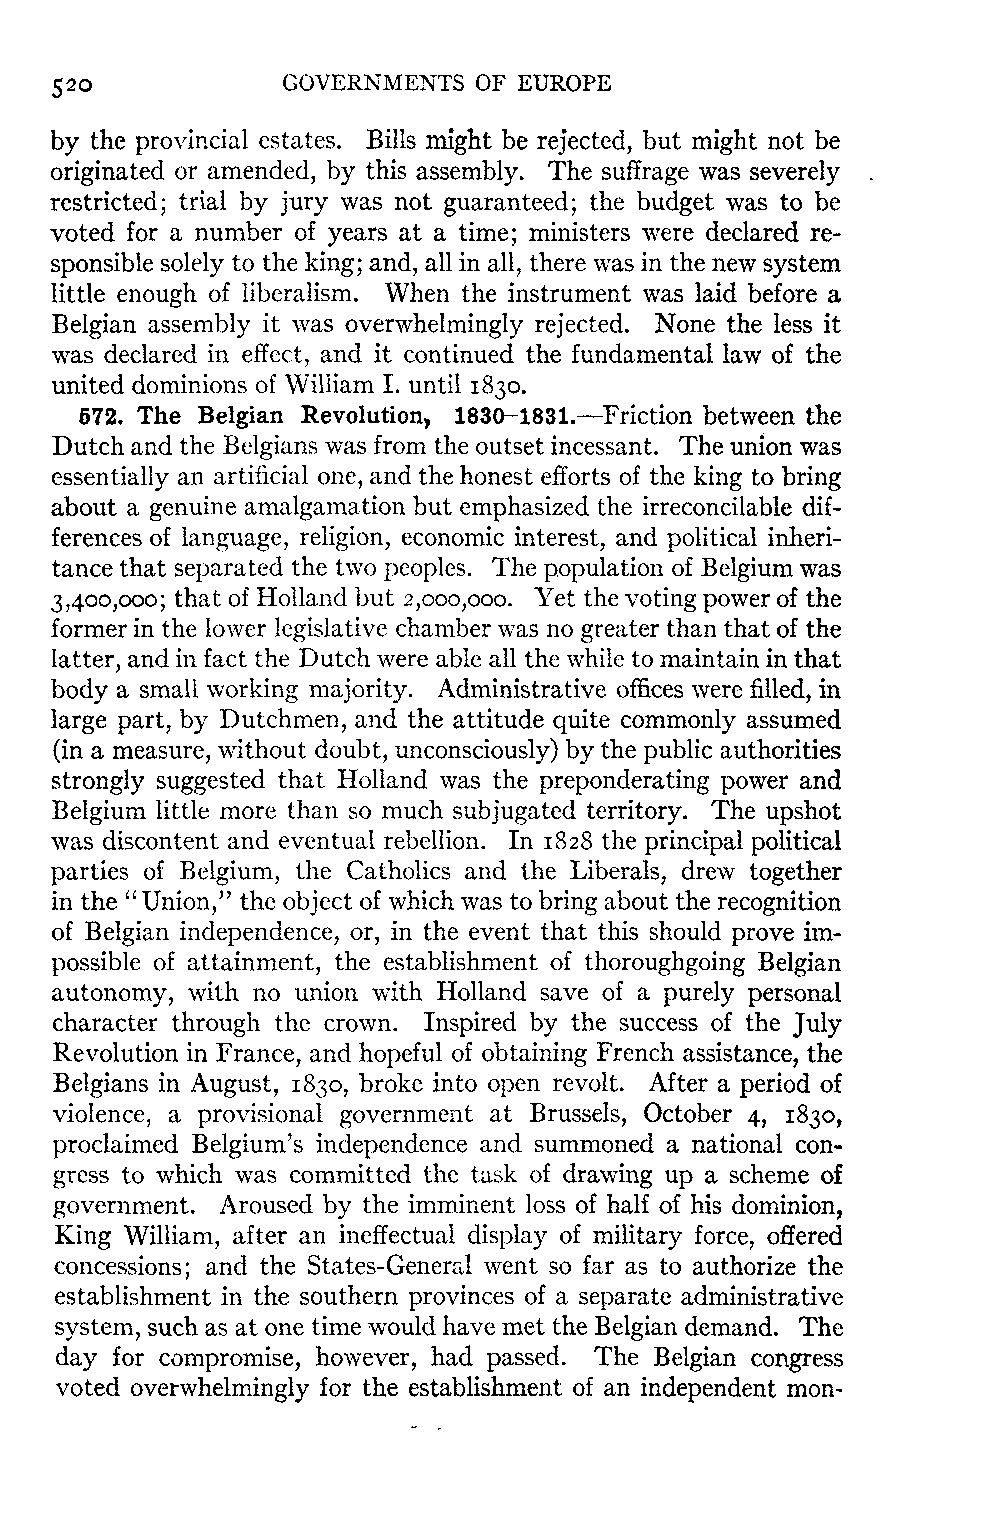 520 GOVERNMENTS OF EUROPE
by the provincial estates. Bills might be rejected, but might not be
originated or amended, by this assembly. The suffrage was severely
restricted; trial by jury was not guaranteed; the budget was to be
voted for a number of years at a time; ministers were declared re-
sponsible solely to the king; and, all in all, there was in the new system
little enough of liberalism. When the instrument was laid before a
Belgian assembly it was overwhelmingly rejected. None the less it
was declared in effect, and it continued the fundamental law of the
united dominions of William I. until 1830.
572. The Belgian Revolution, 1830–1831.—Friction between the
Dutch and the Belgians was from the outset incessant. The union was
essentially an artificial one, and the honest efforts of the king to bring
about a genuine amalgamation but emphasized the irreconcilable dif-
ferences of language, religion, economic interest, and political inheri-
tance that separated the two peoples. The population of Belgium was
3,400,000; that of Holland but 2,000,000. Yet the voting power of the
former in the lower legislative chamber was no greater than that of the
latter, and in fact the Dutch were able all the while to maintain in that
body a small working majority. Administrative offices were filled, in
large part, by Dutchmen, and the attitude quite commonly assumed
(in a measure, without doubt, unconsciously) by the public authorities
strongly suggested that Holland was the preponderating power and
Belgium little more than so much subjugated territory. The upshot
was discontent and eventual rebellion. In 1828 the principal political
parties of Belgium, the Catholics and the Liberals, drew together
in the "Union," the object of which was to bring about the recognition
of Belgian independence, or, in the event that this should prove im-
possible of attainment, the establishment of thoroughgoing Belgian
autonomy, with no union with Holland save of a purely personal
character through the crown. Inspired by the success of the July
Revolution in France, and hopeful of obtaining French assistance, the
Belgians in August, 1830, broke into open revolt. After a period of
violence, a provisional government at Brussels, October 4, 1830,
proclaimed Belgium's independence and summoned a national con-
gress to which was committed the task of drawing up a scheme of
government. Aroused by the imminent loss of half of his dominion,
King William, after an ineffectual display of military force, offered
concessions; and the States-General went so far as to authorize the
establishment in the southern provinces of a separate administrative
system, such as at one time would have met the Belgian demand. The
day for compromise, however, had passed. The Belgian congress
voted overwhelmingly for the establishment of an independent mon-